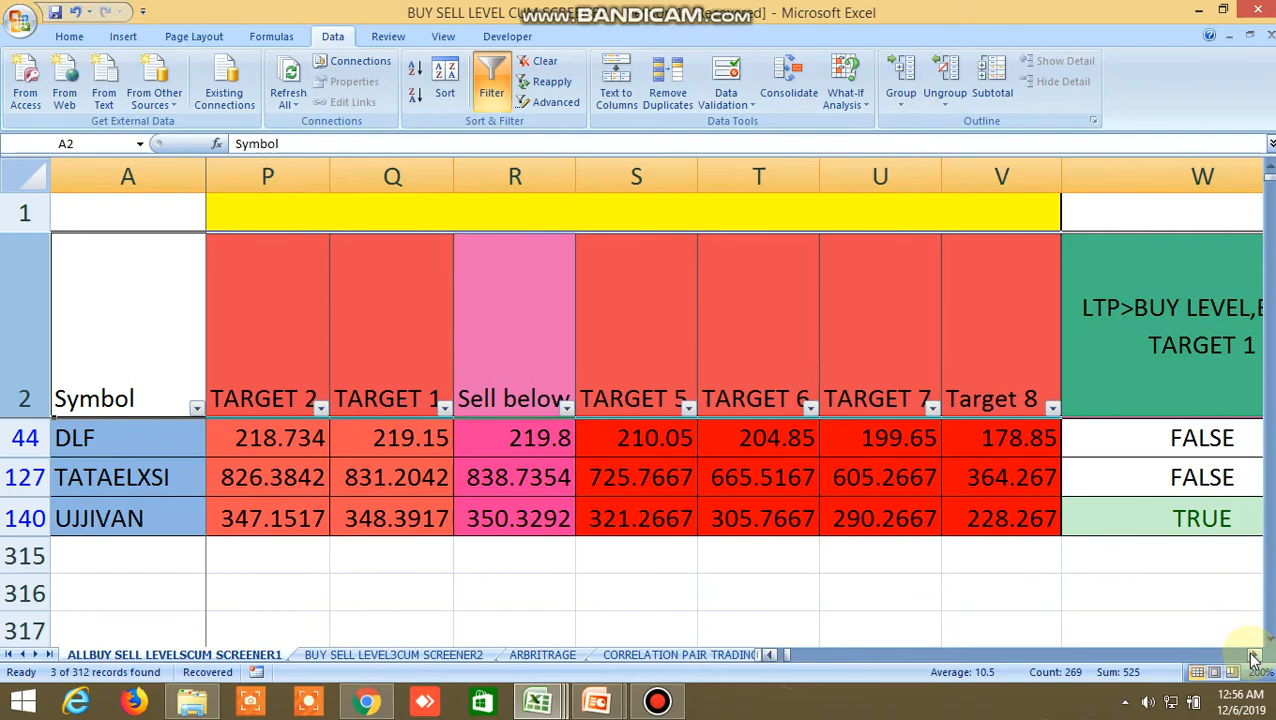 BUY SELL LEVEL CUM SCREE
www.BANDICAM.com
] - Microsoft Excel
Home Insert Page Layout Formulas Data Review View Developer
From Access
From Web
From Text
From Other Sources
Existing Connections
Get External Data
Refresh All
Connections
Properties
Edit Links
Connections
Sort
Filter
Clear
Reapply
Advanced
Sort & Filter
Text to Columns
Remove Duplicates
Data Validation
Consolidate
What-If Analysis
Data Tools
Group
Ungroup
Subtotal
Show Detail
Hide Detail
Outline
A2 fx Symbol
A P Q R S T U V W
1
LTP>BUY LEVEL,
TARGET 1
2 Symbol TARGET 2 TARGET 1 Sell below TARGET 5 TARGET 6 TARGET 7 Target 8
44 DLF 218.734 219.15 219.8 210.05 204.85 199.65 178.85 FALSE
127 TATAELXSI 826.3842 831.2042 838.7354 725.7667 665.5167 605.2667 364.267 FALSE
140 UJJIVAN 347.1517 348.3917 350.3292 321.2667 305.7667 290.2667 228.267 TRUE
315
316
317
ALLBUY SELL LEVELSCUM SCREENER1 BUY SELL LEVEL3CUM SCREENER2 ARBITRAGE CORRELATION PAIR TRADING
Ready 3 of 312 records found Recovered Average: 10.5 Count: 269 Sum: 525 200%
12:56 AM
12/6/2019